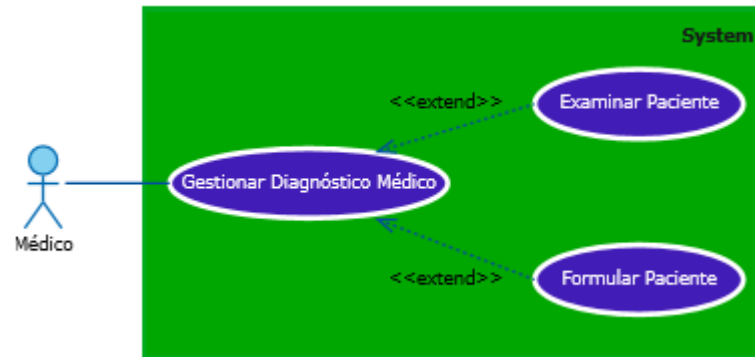 System
<<extend>>
Examinar Paciente
Gestionar Diagnóstico Médico
Médico
<<extend>>
Formular Paciente